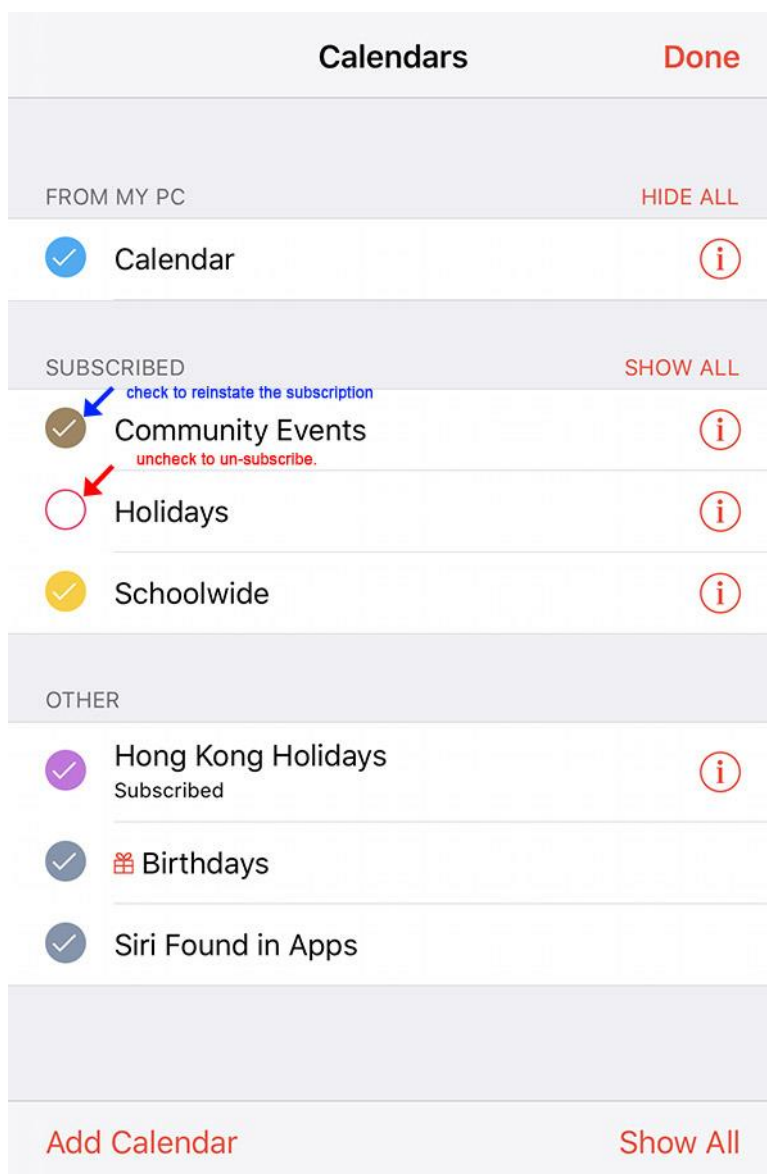 Calendars Done
FROM MY PC HIDE ALL
Calendar
SUBSCRIBED SHOW ALL
check to reinstate the subscription
Community Events
uncheck to un-subscribe.
Holidays
Schoolwide
OTHER
Hong Kong Holidays
Subscribed
Birthdays
Siri Found in Apps
Add Calendar Show All